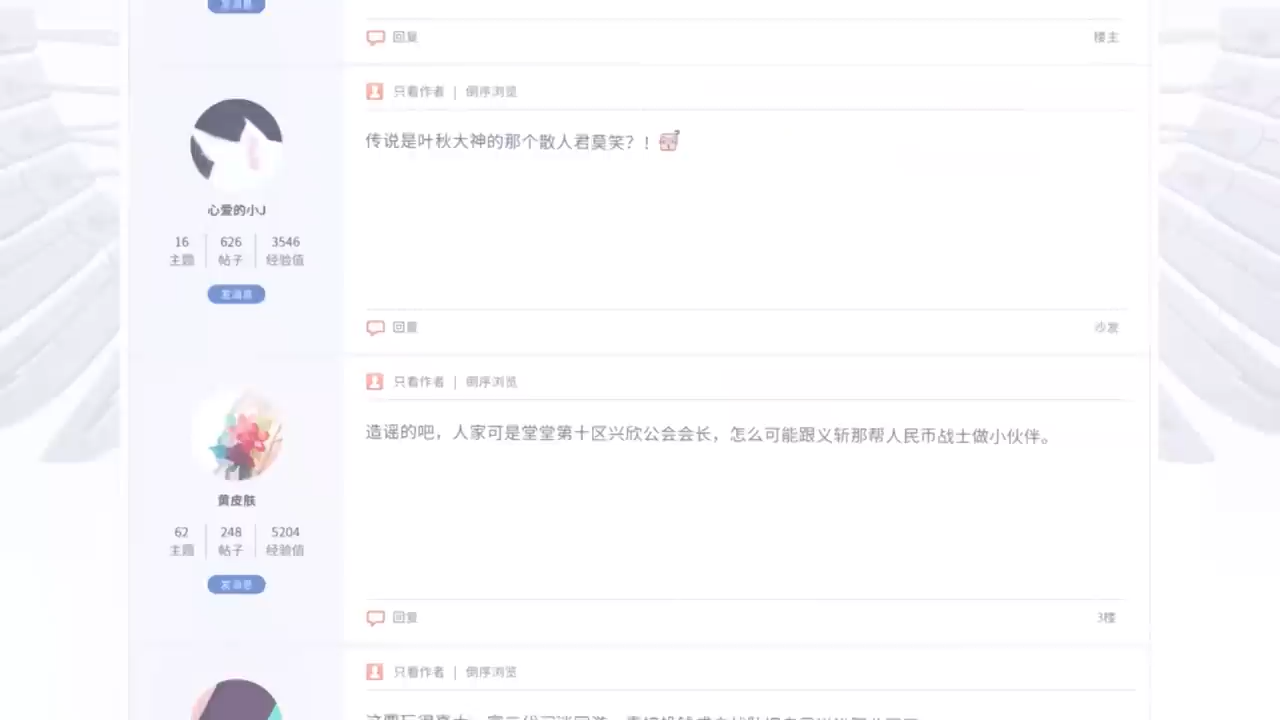 发消息
回复
楼主
只看作者 | 倒序浏览
传说是叶秋大神的那个散人君莫笑？！
心爱的小J
16 626 3546
主题 帖子 经验值
发消息
回复
沙发
只看作者 | 倒序浏览
造谣的吧，人家可是堂堂第十区兴欣公会会长，怎么可能跟义斩那帮人民币战士做小伙伴。
黄皮肤
62 248 5204
主题 帖子 经验值
发消息
回复
3楼
只看作者 | 倒序浏览